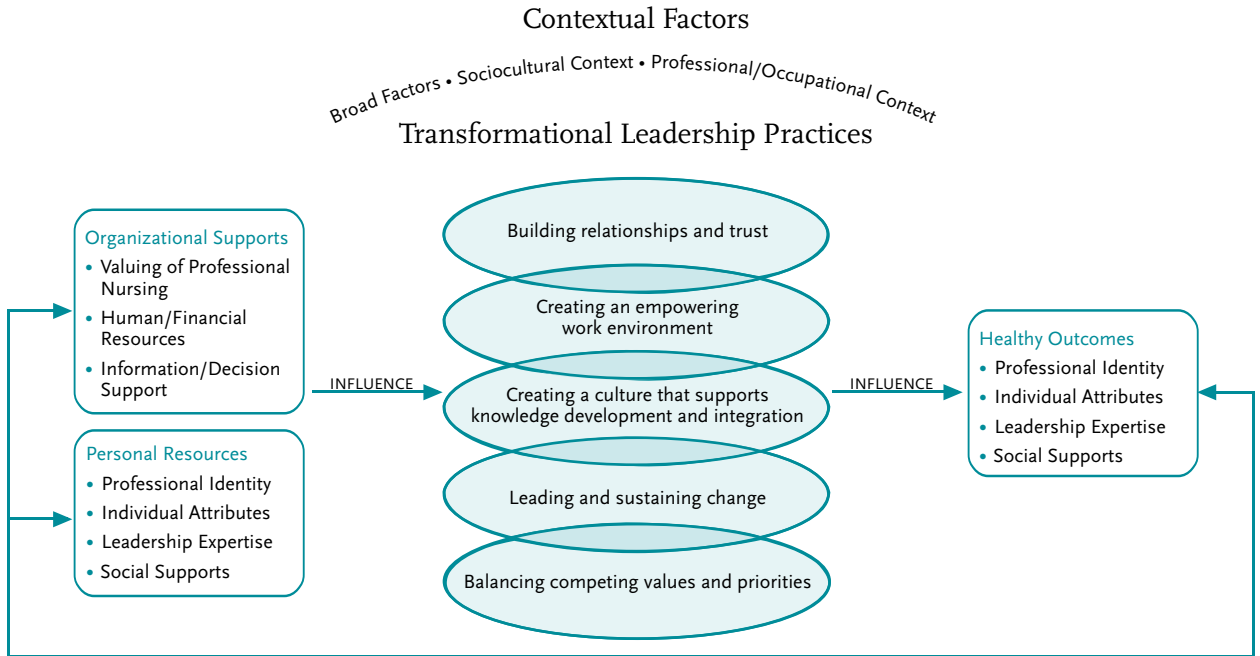 Contextual Factors
Broad Factors • Sociocultural Context • Professional/Occupational Context
Transformational Leadership Practices
Organizational Supports
• Valuing of Professional
Nursing
• Human/Financial
Resources
• Information/Decision
Support
Personal Resources
• Professional Identity
• Individual Attributes
• Leadership Expertise
• Social Supports
INFLUENCE
Building relationships and trust
Creating an empowering
work environment
Creating a culture that supports
knowledge development and integration
Leading and sustaining change
Balancing competing values and priorities
INFLUENCE
Healthy Outcomes
• Professional Identity
• Individual Attributes
• Leadership Expertise
• Social Supports